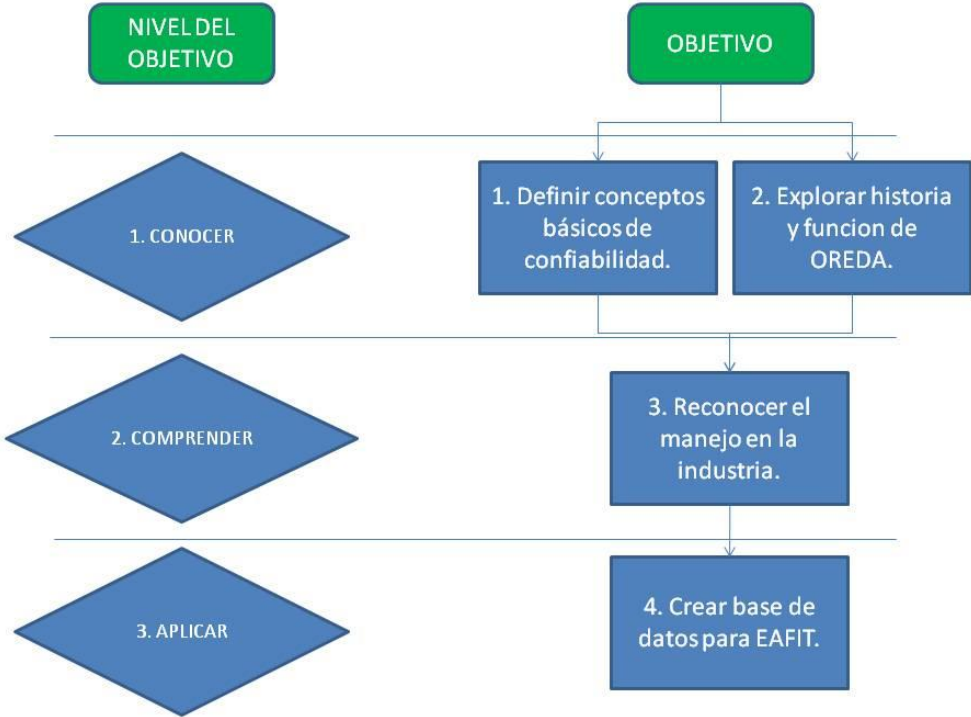 NIVEL DEL
OBJETIVO
OBJETIVO
1. CONOCER
1. Definir conceptos
básicos de
confiabilidad.
2. Explorar historia
y funcion de
OREDA.
2. COMPRENDER
3. Reconocer el
manejo en la
industria.
3. APLICAR
4. Crear base de
datos para EAFIT.